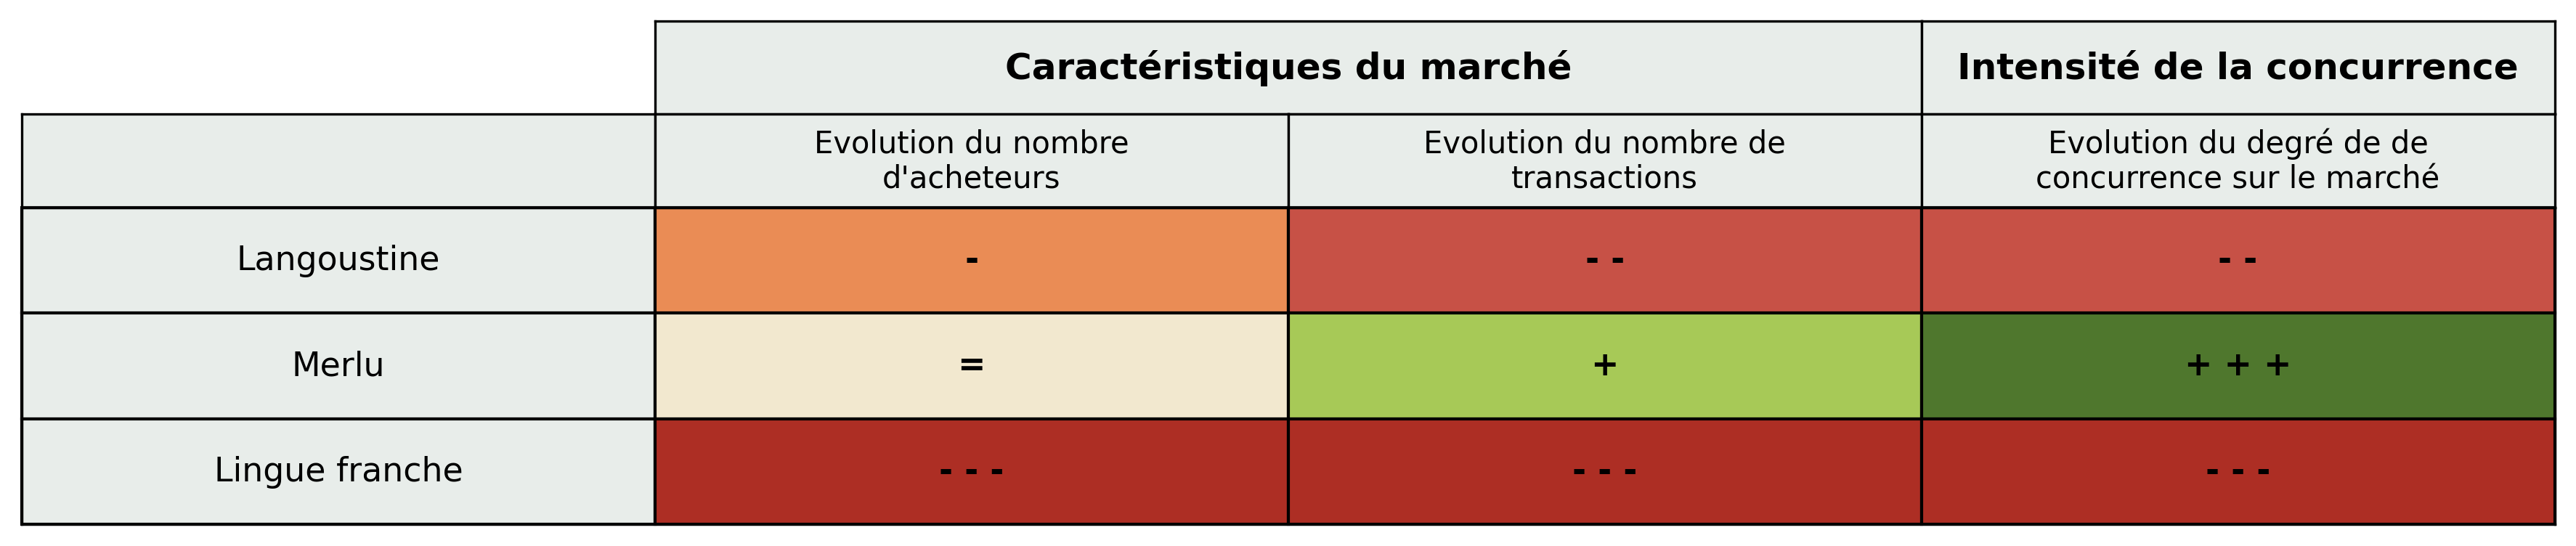 Caractéristiques du marché
Intensité de la concurrence
Evolution du nombre
d'acheteurs
Evolution du nombre de
transactions
Evolution du degré de de
concurrence sur le marché
Langoustine
-
- -
- -
Merlu
=
+
+ + +
Lingue franche
- - -
- - -
- - -